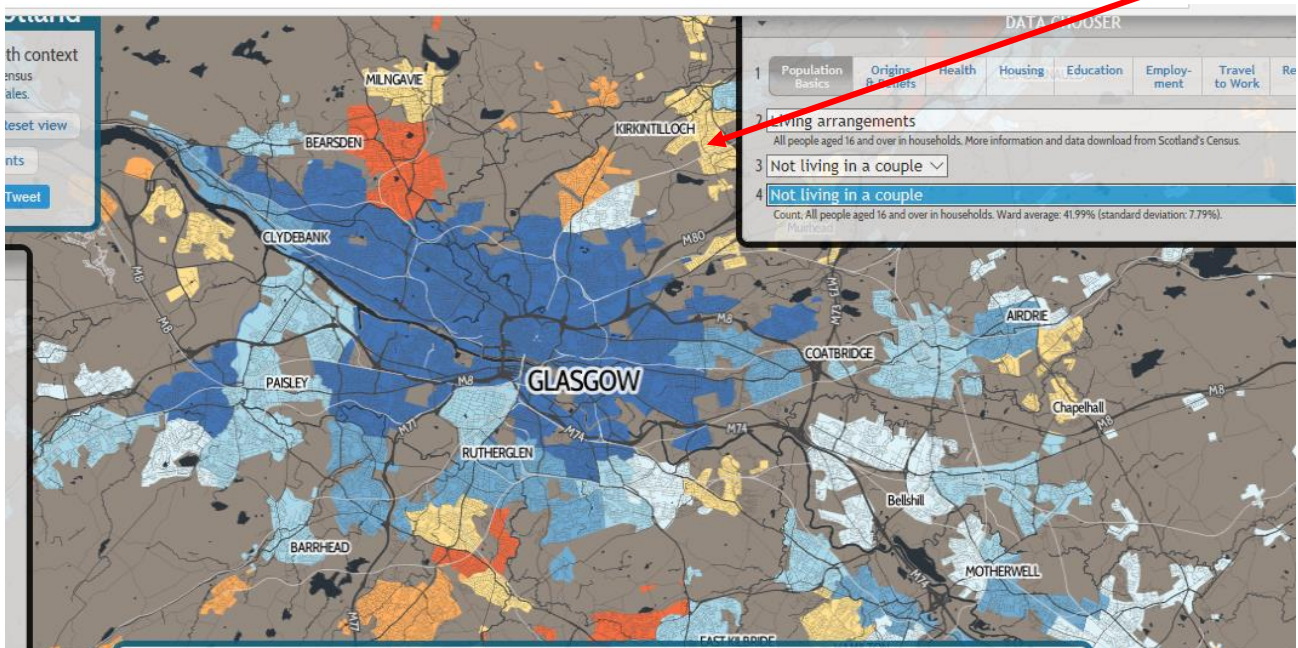 th context
ensus
ales.
Reset view
nts
Tweet
DATA CHOOSER
1 Population Basics Origins & Beliefs Health Housing Education Employ- ment Travel to Work Re
2 Living arrangements
All people aged 16 and over in households. More information and data download from Scotland's Census.
3 Not living in a couple
4 Not living in a couple
Count, All people aged 16 and over in households. Ward average: 41.99% (standard deviation: 7.79%).
Muirhead
MILNGAVIE
KIRKINTILLOCH
BEARSDEN
CLYDEBANK
M80
M8
M8
M73
M73
M8
AIRDRIE
COATBRIDGE
PAISLEY
M8
GLASGOW
Chapelhall
M8
M8
M77
M74
M74
RUTHERGLEN
Bellshill
BARRHEAD
MOTHERWELL
M74
M77
EAST KILBRIDE